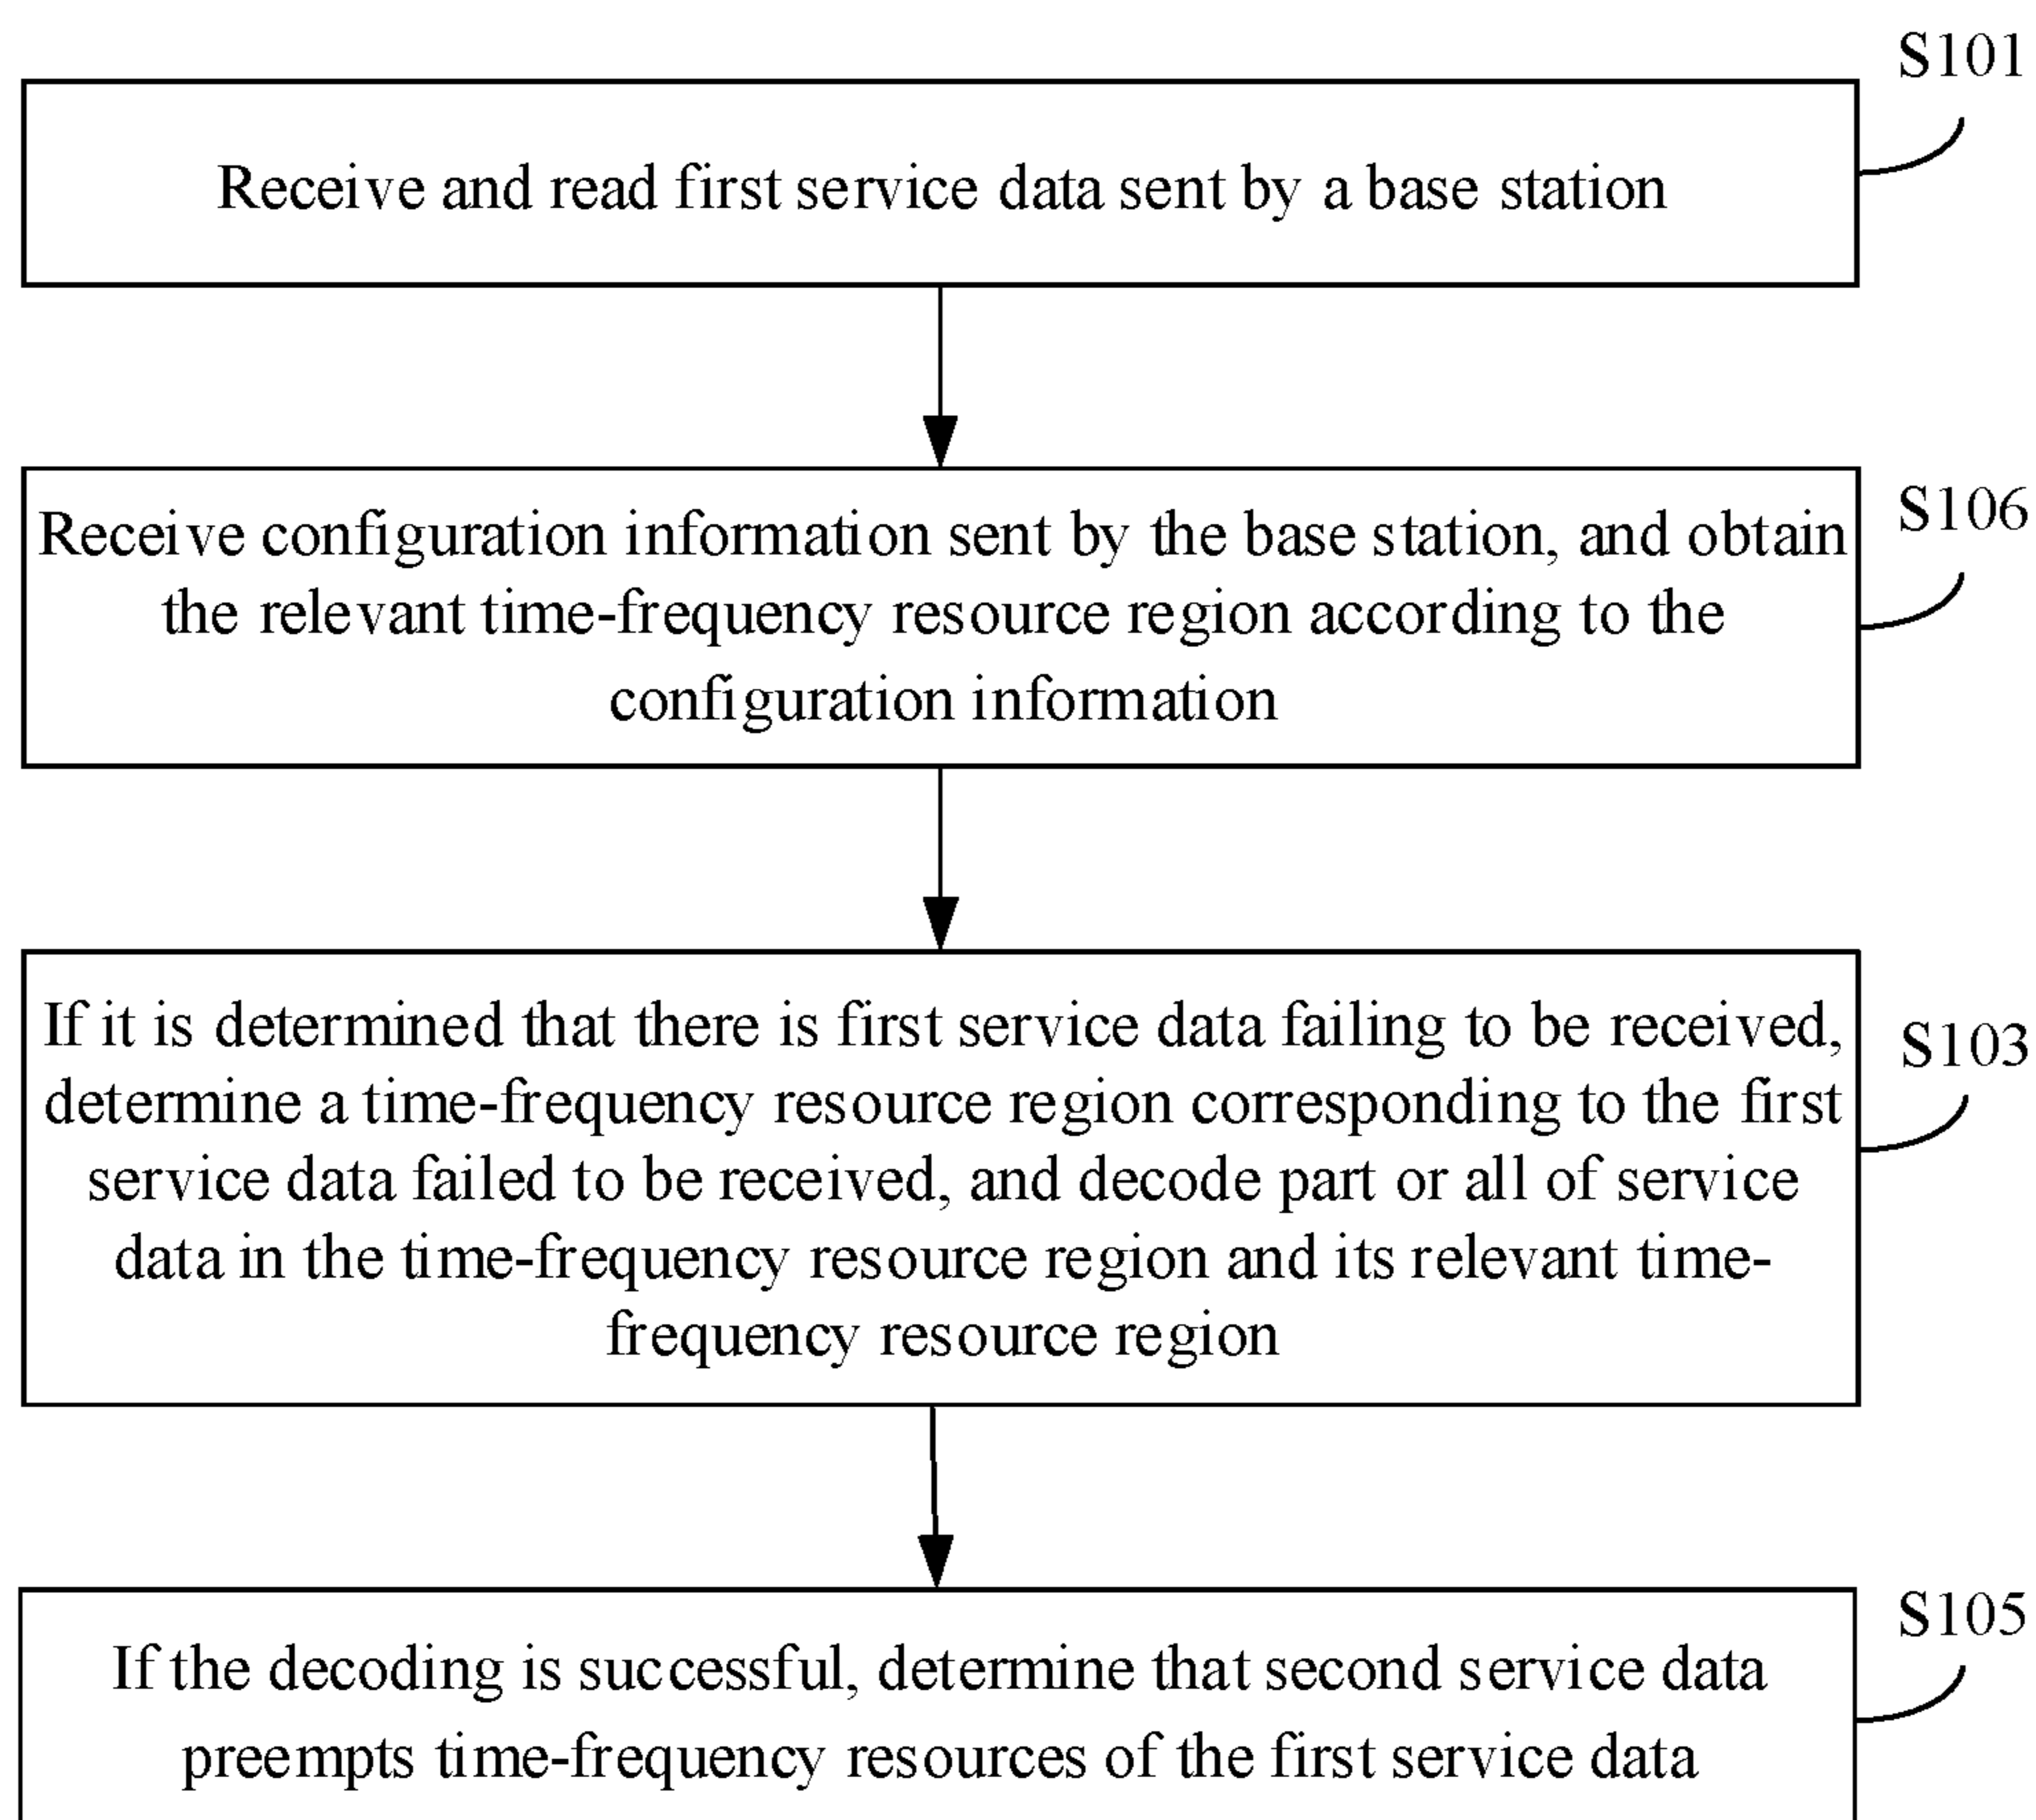 S101
Receive and read first service data sent by a base station
S106
Receive configuration information sent by the base station, and obtain
the relevant time-frequency resource region according to the
configuration information
If it is determined that there is first service data failing to be received,
S103
determine a time-frequency resource region corresponding to the first
service data failed to be received, and decode part or all of service
data in the time-frequency resource region and its relevant time-
frequency resource region
S105
If the decoding is successful, determine that second service data
preempts time-frequency resources of the first service data